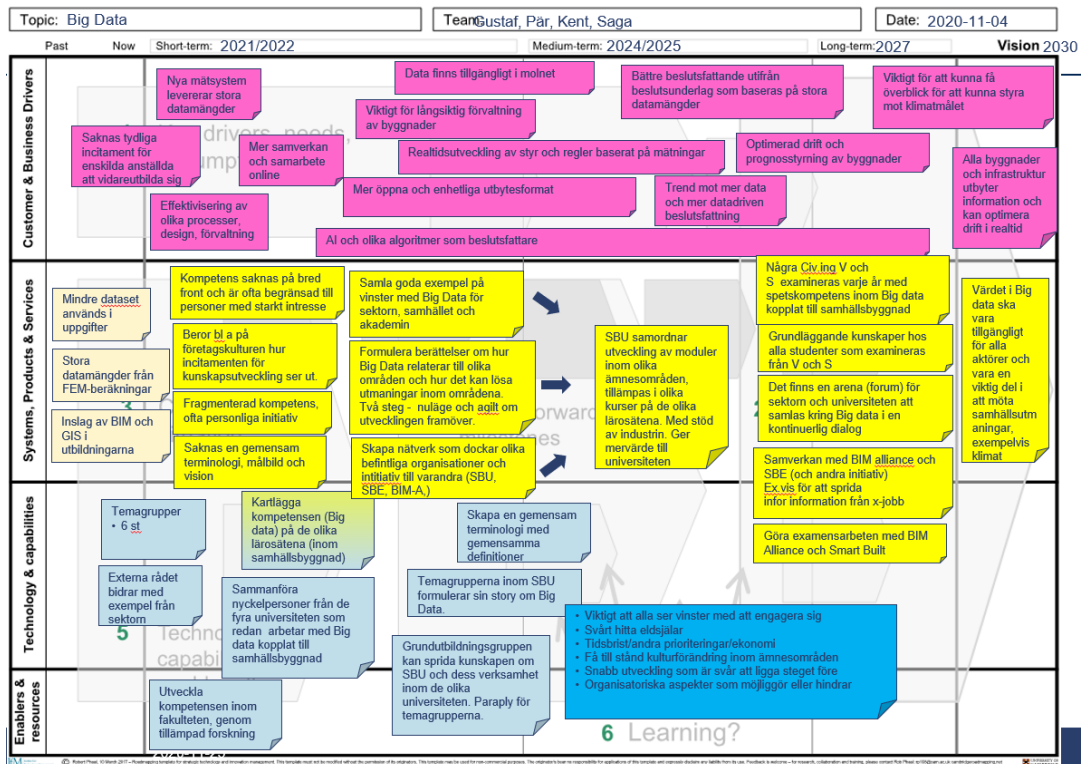 Topic: Big Data
Team: Gustaf, Pär, Kent, Saga
Date: 2020-11-04
Past
Now
Short-term: 2021/2022
Medium-term: 2024/2025
Long-term: 2027
Vision 2030
Customer & Business Drivers
Nya mätsystem
levererar stora
datamängder
Data finns tillgängligt i molnet
Bättre beslutsfattande utifrån
beslutsunderlag som baseras på stora
datamängder
Viktigt för att kunna få
överblick för att kunna styra
mot klimatmålet
Viktigt för långsiktig förvaltning
av byggnader
drivers, needs,
Saknas tydliga
incitament för
enskilda anställda
att vidareutbilda sig
Mer samverkan
och samarbete
online
Realtidsutveckling av styr och regler baserat på mätningar
Optimerad drift och
prognosstyrning av byggnader
Alla byggnader
och infrastruktur
utbyter
information och
kan optimera
drift i realtid
Mer öppna och enhetliga utbytesformat
Trend mot mer data
och mer datadriven
beslutsfattning
Effektivisering av
olika processer,
design, förvaltning
AI och olika algoritmer som beslutsfattare
Systems, Products & Services
Mindre dataset
används i
uppgifter
Stora
datamängder från
FEM-beräkningar
Inslag av BIM och
GIS i
utbildningarna
3
Kompetens saknas på bred
front och är ofta begränsad till
personer med starkt intresse
Beror bl a på
företagskulturen hur
incitamenten för
kunskapsutveckling ser ut.
Fragmenterad kompetens,
ofta personliga initiativ
Saknas en gemensam
terminologi, målbild och
vision
Samla goda exempel på
vinster med Big Data för
sektorn, samhället och
akademin
Formulera berättelser om hur
Big Data relaterar till olika
områden och hur det kan lösa
utmaningar inom områdena.
Två steg - nuläge och agilt om
utvecklingen framöver.
Skapa nätverk som dockar olika
befintliga organisationer och
intitiativ till varandra (SBU,
SBE, BIM-A,)
SBU samordnar
utveckling av moduler
inom olika
ämnesområden,
tillämpas i olika
kurser på de olika
lärosätena. Med stöd
av industrin. Ger
mervärde till
universiteten
Några Civ.ing V och
S examineras varje år med
spetskompetens inom Big data
kopplat till samhällsbyggnad
Grundläggande kunskaper hos
alla studenter som examineras
från V och S
Det finns en arena (forum) för
sektorn och universiteten att
samlas kring Big data i en
kontinuerlig dialog
Samverkan med BIM alliance och
SBE (och andra initiativ)
Ex.vis för att sprida
infor information från x-jobb
Göra examensarbeten med BIM
Alliance och Smart Built
Värdet i Big
data ska
vara
tillgängligt
för alla
aktörer och
vara en
viktig del i
att möta
samhällsutm
aningar,
exempelvis
klimat
Technology & capabilities
Temagrupper
• 6 st
Externa rådet
bidrar med
exempel från
sektorn
5
Kartlägga
kompetensen (Big
data) på de olika
lärosätena (inom
samhällsbyggnad)
Sammanföra
nyckelpersoner från de
fyra universiteten som
redan arbetar med Big
data kopplat till
samhällsbyggnad
Skapa en gemensam
terminologi med
gemensamma
definitioner
Temagrupperna inom SBU
formulerar sin story om Big
Data.
Grundutbildningsgruppen
kan sprida kunskapen om
SBU och dess verksamhet
inom de olika
universiteten. Paraply för
temagrupperna.
• Viktigt att alla ser vinster med att engagera sig
• Svårt hitta eldsjälar
• Tidsbrist/andra prioriteringar/ekonomi
• Få till stånd kulturförändring inom ämnesområden
• Snabb utveckling som är svår att ligga steget före
• Organisatoriska aspekter som möjliggör eller hindrar
Enablers &
resources
Utveckla
kompetensen inom
fakulteten, genom
tillämpad forskning
6 Learning?